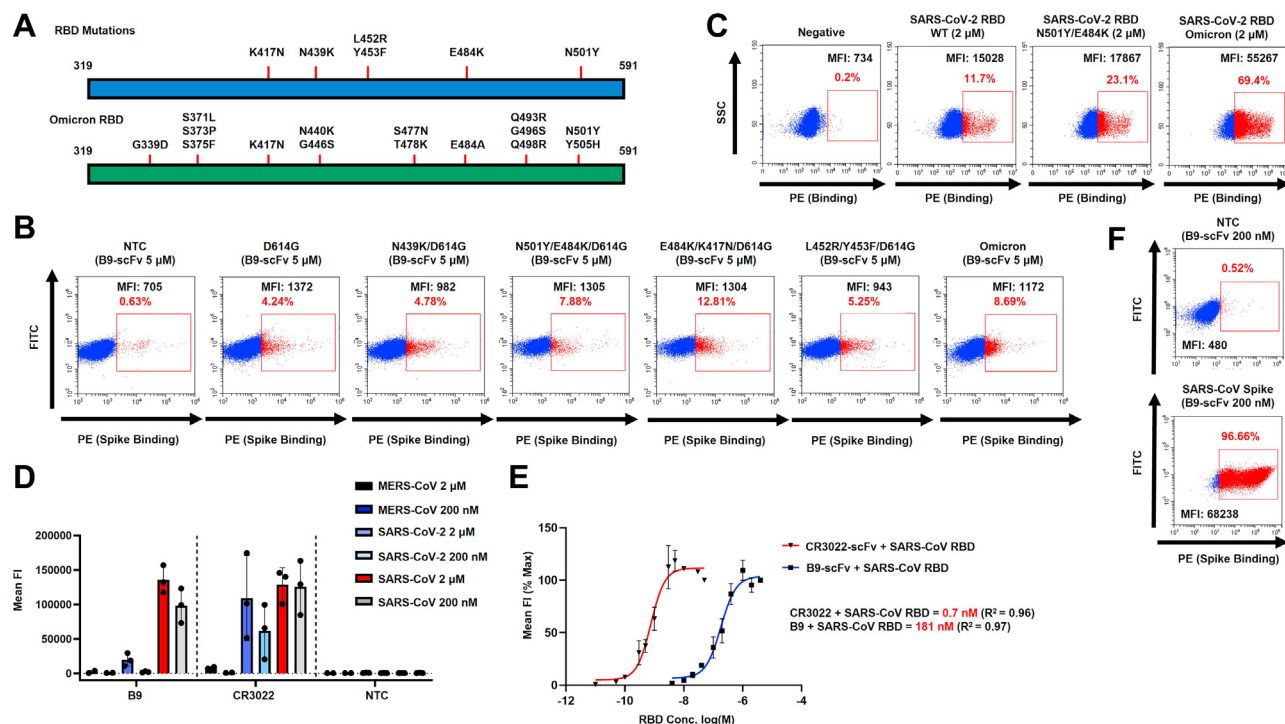 A
RBD Mutations
L452R
K417N N439K Y453F E484K N501Y
319 591
Omicron RBD
S371L Q493R
S373P N440K S477N G496S N501Y
319 G339D S375F K417N G446S T478K E484A Q498R Y505H 591
B
NTC
(B9-scFv 5 µM)
MFI: 705
0.63%
D614G
(B9-scFv 5 µM)
MFI: 1372
4.24%
N439K/D614G
(B9-scFv 5 µM)
MFI: 982
4.78%
N501Y/E484K/D614G
(B9-scFv 5 µM)
MFI: 1305
7.88%
E484K/K417N/D614G
(B9-scFv 5 µM)
MFI: 1304
12.81%
L452R/Y453F/D614G
(B9-scFv 5 µM)
MFI: 943
5.25%
Omicron
(B9-scFv 5 µM)
MFI: 1172
8.69%
FITC
PE (Spike Binding)
PE (Spike Binding)
PE (Spike Binding)
PE (Spike Binding)
PE (Spike Binding)
PE (Spike Binding)
PE (Spike Binding)
C
Negative
MFI: 734
0.2%
SARS-CoV-2 RBD
WT (2 µM)
MFI: 15028
11.7%
SARS-CoV-2 RBD
N501Y/E484K (2 µM)
MFI: 17867
23.1%
SARS-CoV-2 RBD
Omicron (2 µM)
MFI: 55267
69.4%
SSC
PE (Binding)
PE (Binding)
PE (Binding)
PE (Binding)
D
MERS-CoV 2 µM
MERS-CoV 200 nM
SARS-CoV-2 2 µM
SARS-CoV-2 200 nM
SARS-CoV 2 µM
SARS-CoV 200 nM
Mean FI
200000
150000
100000
50000
0
B9 CR3022 NTC
E
Mean FI (% Max)
150
100
50
0
-12 -10 -8 -6 -4
RBD Conc. log(M)
CR3022-scFv + SARS-CoV RBD
B9-scFv + SARS-CoV RBD
CR3022 + SARS-CoV RBD = 0.7 nM (R² = 0.96)
B9 + SARS-CoV RBD = 181 nM (R² = 0.97)
F
NTC
(B9-scFv 200 nM)
0.52%
MFI: 480
FITC
SARS-CoV Spike
(B9-scFv 200 nM)
96.66%
MFI: 68238
FITC
PE (Spike Binding)